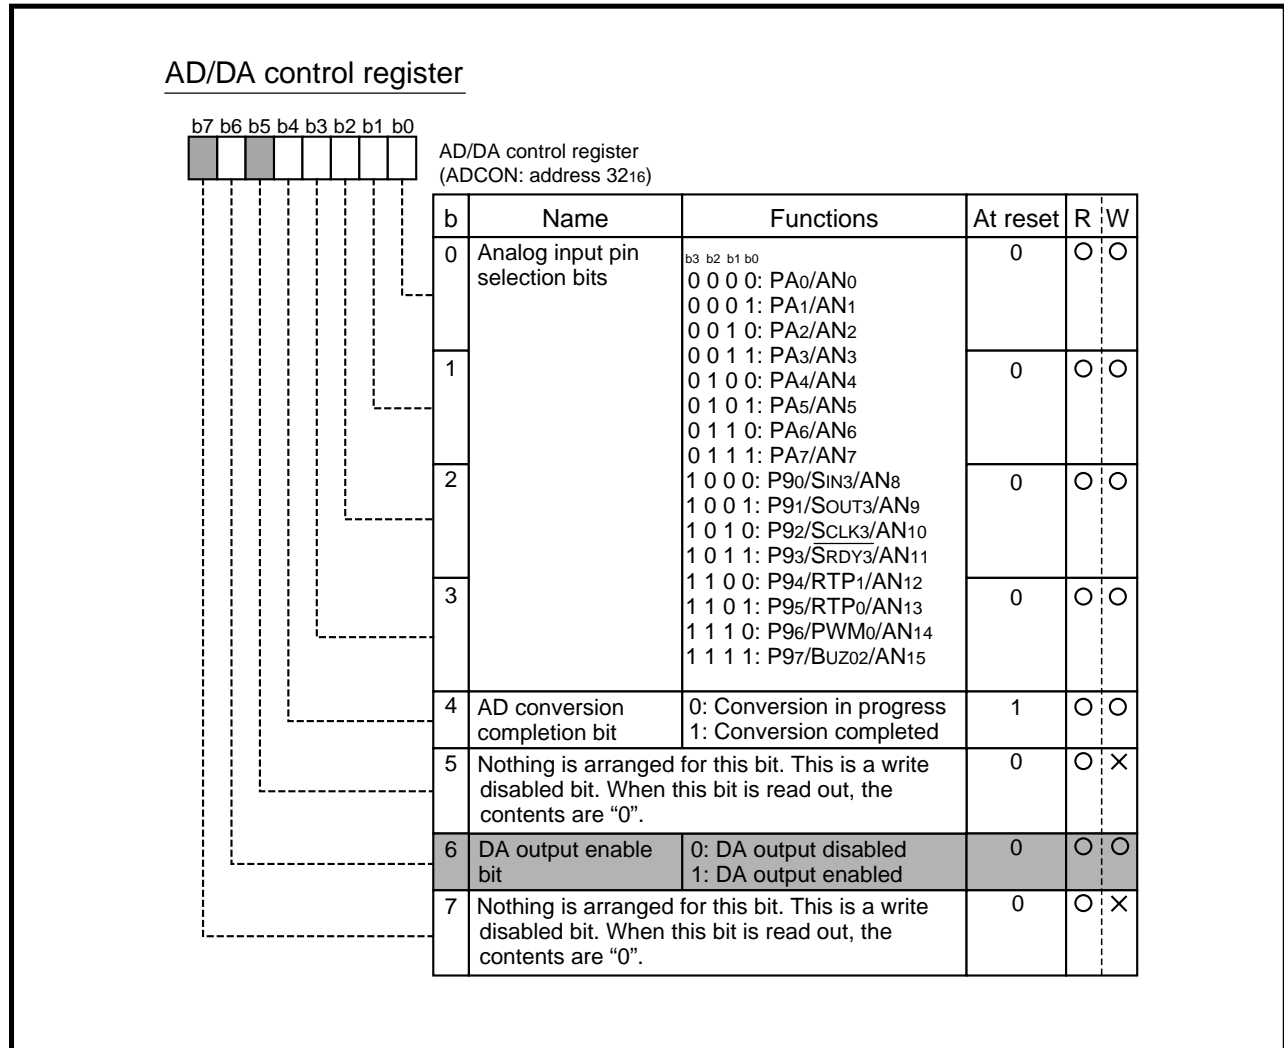 AD/DA control register
b7 b6 b5 b4 b3 b2 b1 b0
AD/DA control register
(ADCON: address 3216)
b Name Functions At reset R W
0 Analog input pin selection bits 0 O O
b3 b2 b1 b0
0 0 0 0: PA0/AN0
0 0 0 1: PA1/AN1
0 0 1 0: PA2/AN2
0 0 1 1: PA3/AN3
1 0 O O
0 1 0 0: PA4/AN4
0 1 0 1: PA5/AN5
0 1 1 0: PA6/AN6
0 1 1 1: PA7/AN7
2 0 O O
1 0 0 0: P90/SIN3/AN8
1 0 0 1: P91/SOUT3/AN9
1 0 1 0: P92/SCLK3/AN10
1 0 1 1: P93/SRDY3/AN11
3 0 O O
1 1 0 0: P94/RTP1/AN12
1 1 0 1: P95/RTP0/AN13
1 1 1 0: P96/PWM0/AN14
1 1 1 1: P97/BUZ02/AN15
4 AD conversion 0: Conversion in progress 1 O O
completion bit 1: Conversion completed
5 Nothing is arranged for this bit. This is a write 0 O ×
disabled bit. When this bit is read out, the
contents are “0”.
6 DA output enable 0: DA output disabled 0 O O
bit 1: DA output enabled
7 Nothing is arranged for this bit. This is a write 0 O ×
disabled bit. When this bit is read out, the
contents are “0”.